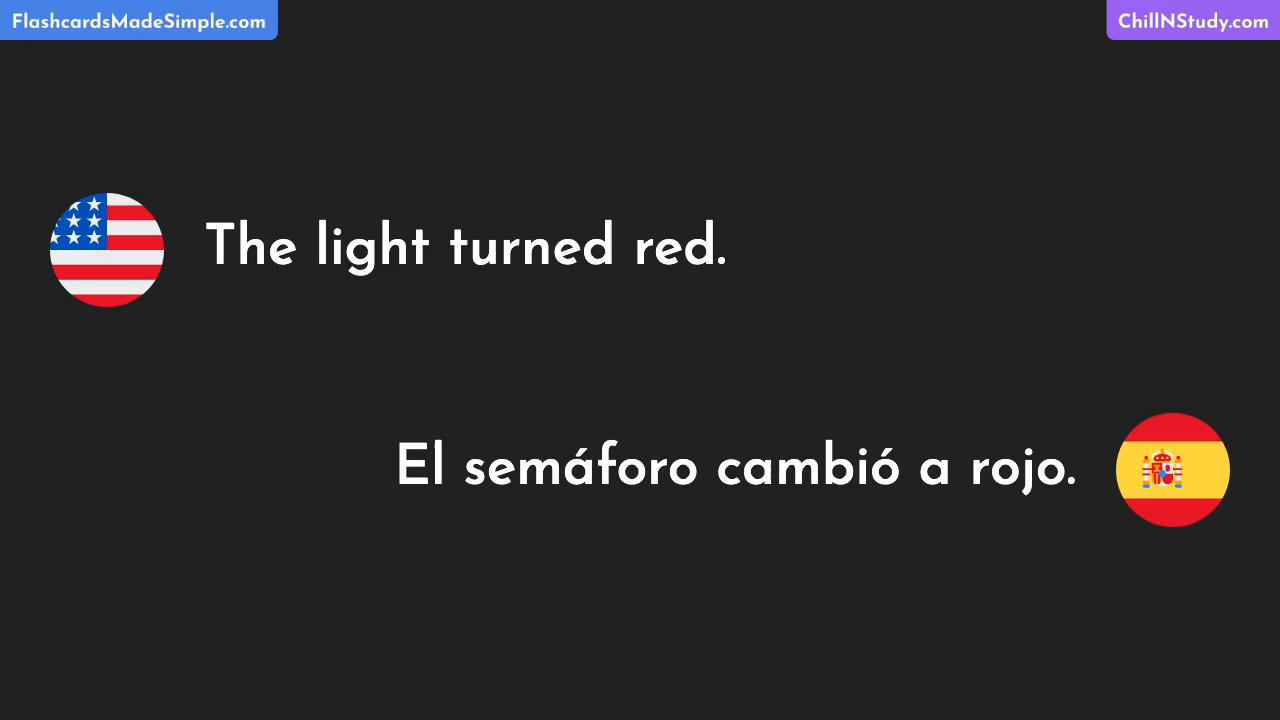 FlashcardsMadeSimple.com
ChillNStudy.com
The light turned red.
El semáforo cambió a rojo.